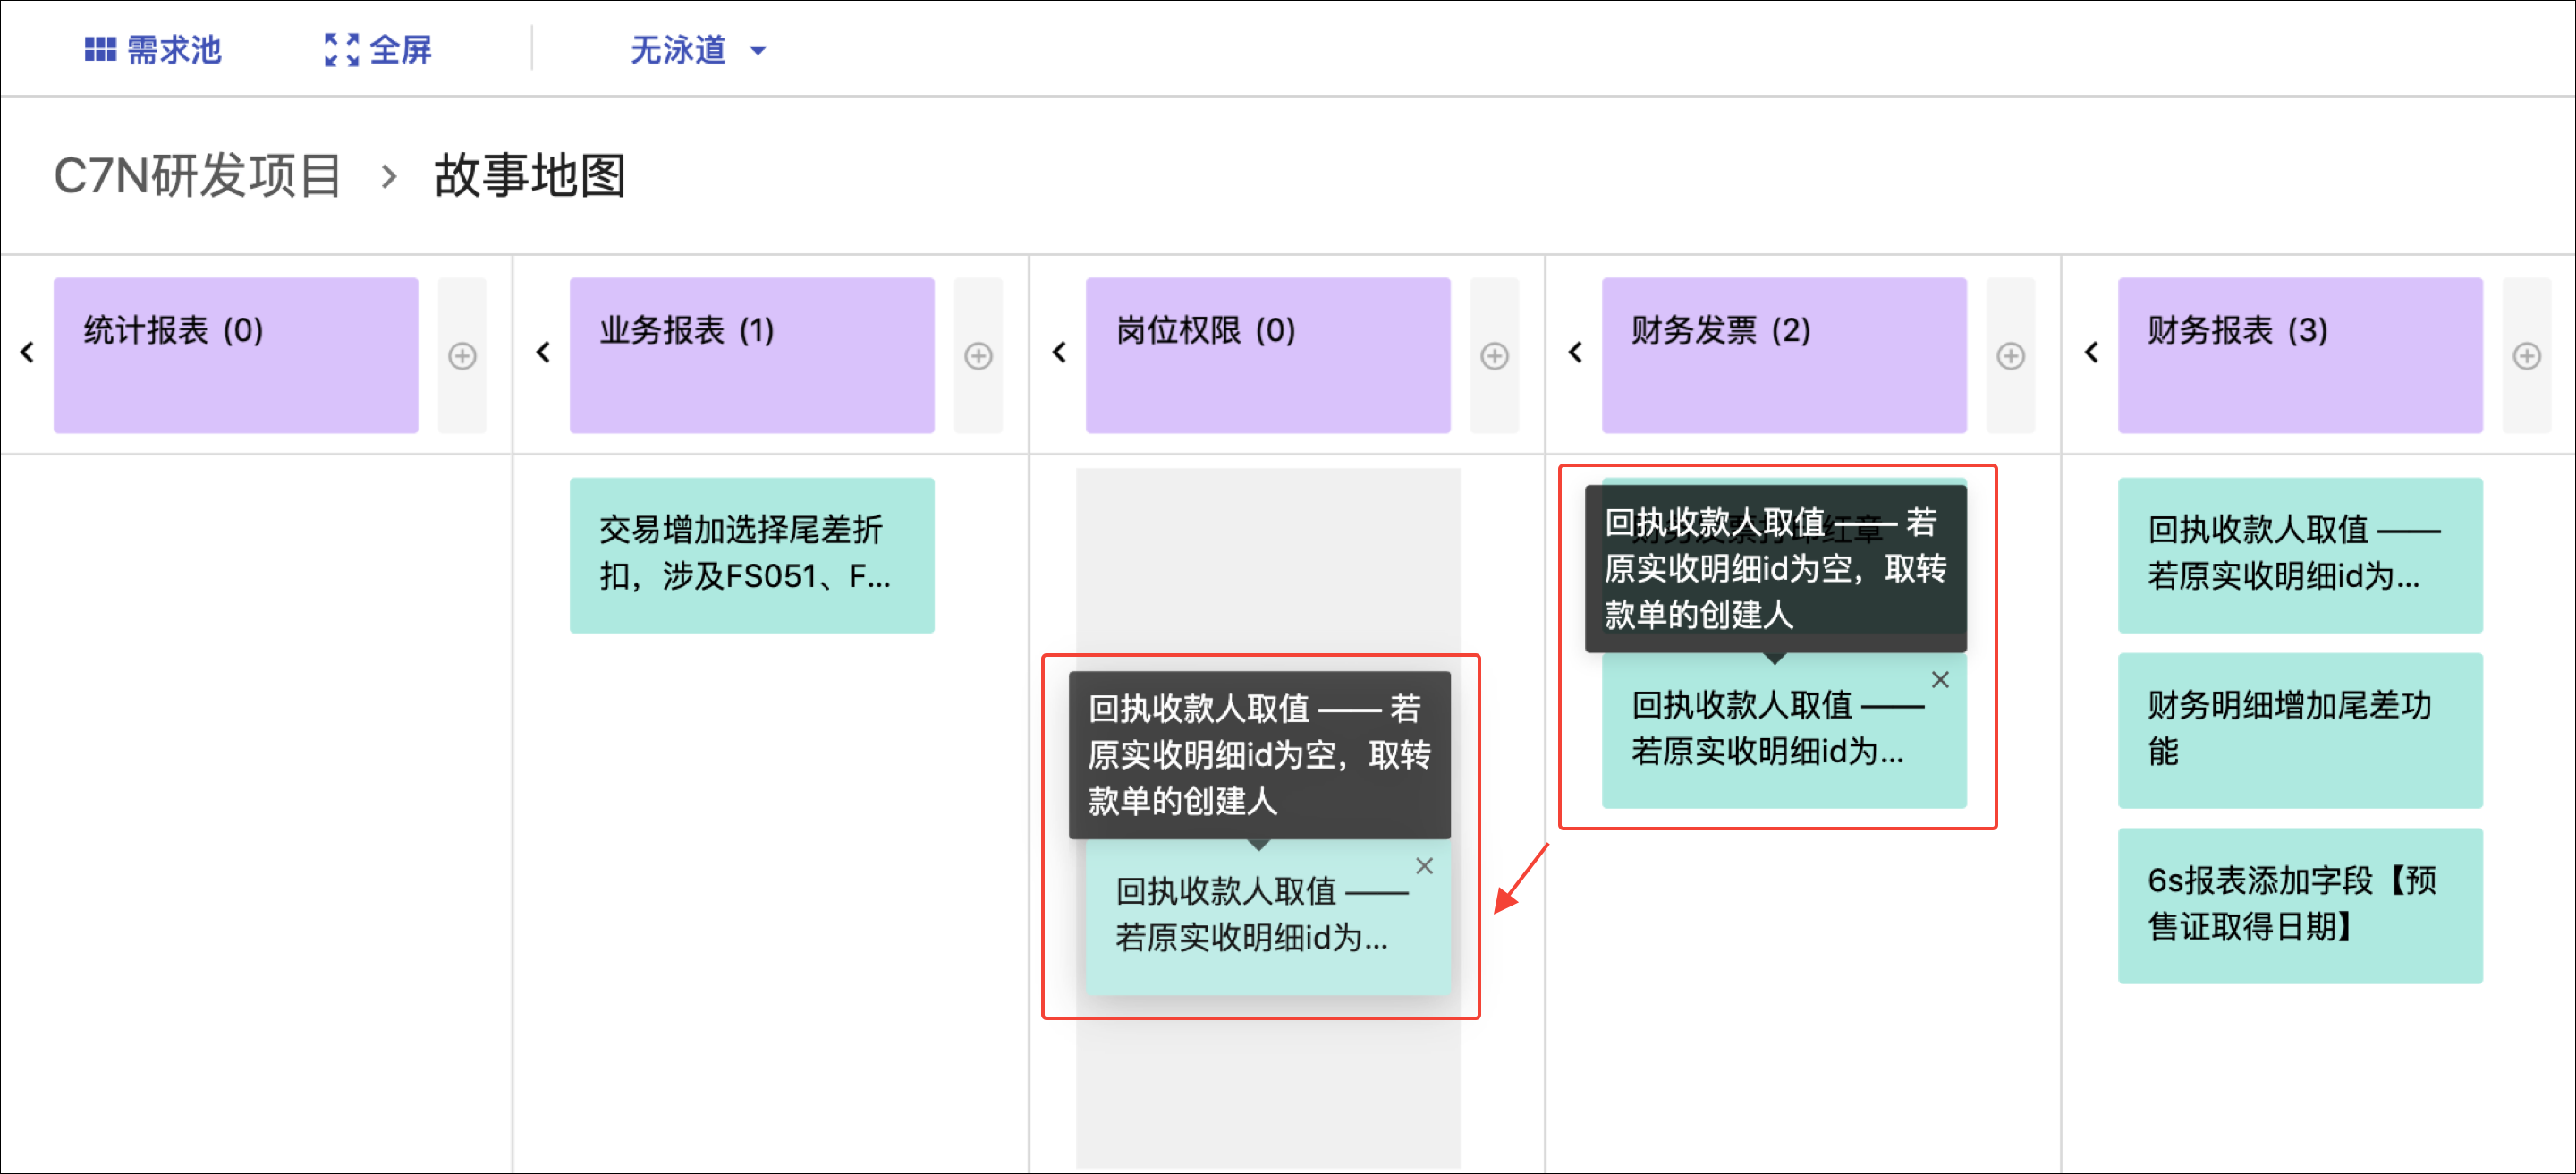 需求池
全屏
无泳道
C7N研发项目 > 故事地图
统计报表 (0)
业务报表 (1)
岗位权限 (0)
财务发票 (2)
财务报表 (3)
交易增加选择尾差折
扣，涉及FS051、F...
回执收款人取值 —— 若
原实收明细id为空，取转
款单的创建人
回执收款人取值 ——
若原实收明细id为...
回执收款人取值 —— 若
原实收明细id为空，取转
款单的创建人
回执收款人取值 ——
若原实收明细id为...
回执收款人取值 ——
若原实收明细id为...
财务明细增加尾差功
能
6s报表添加字段【预
售证取得日期】